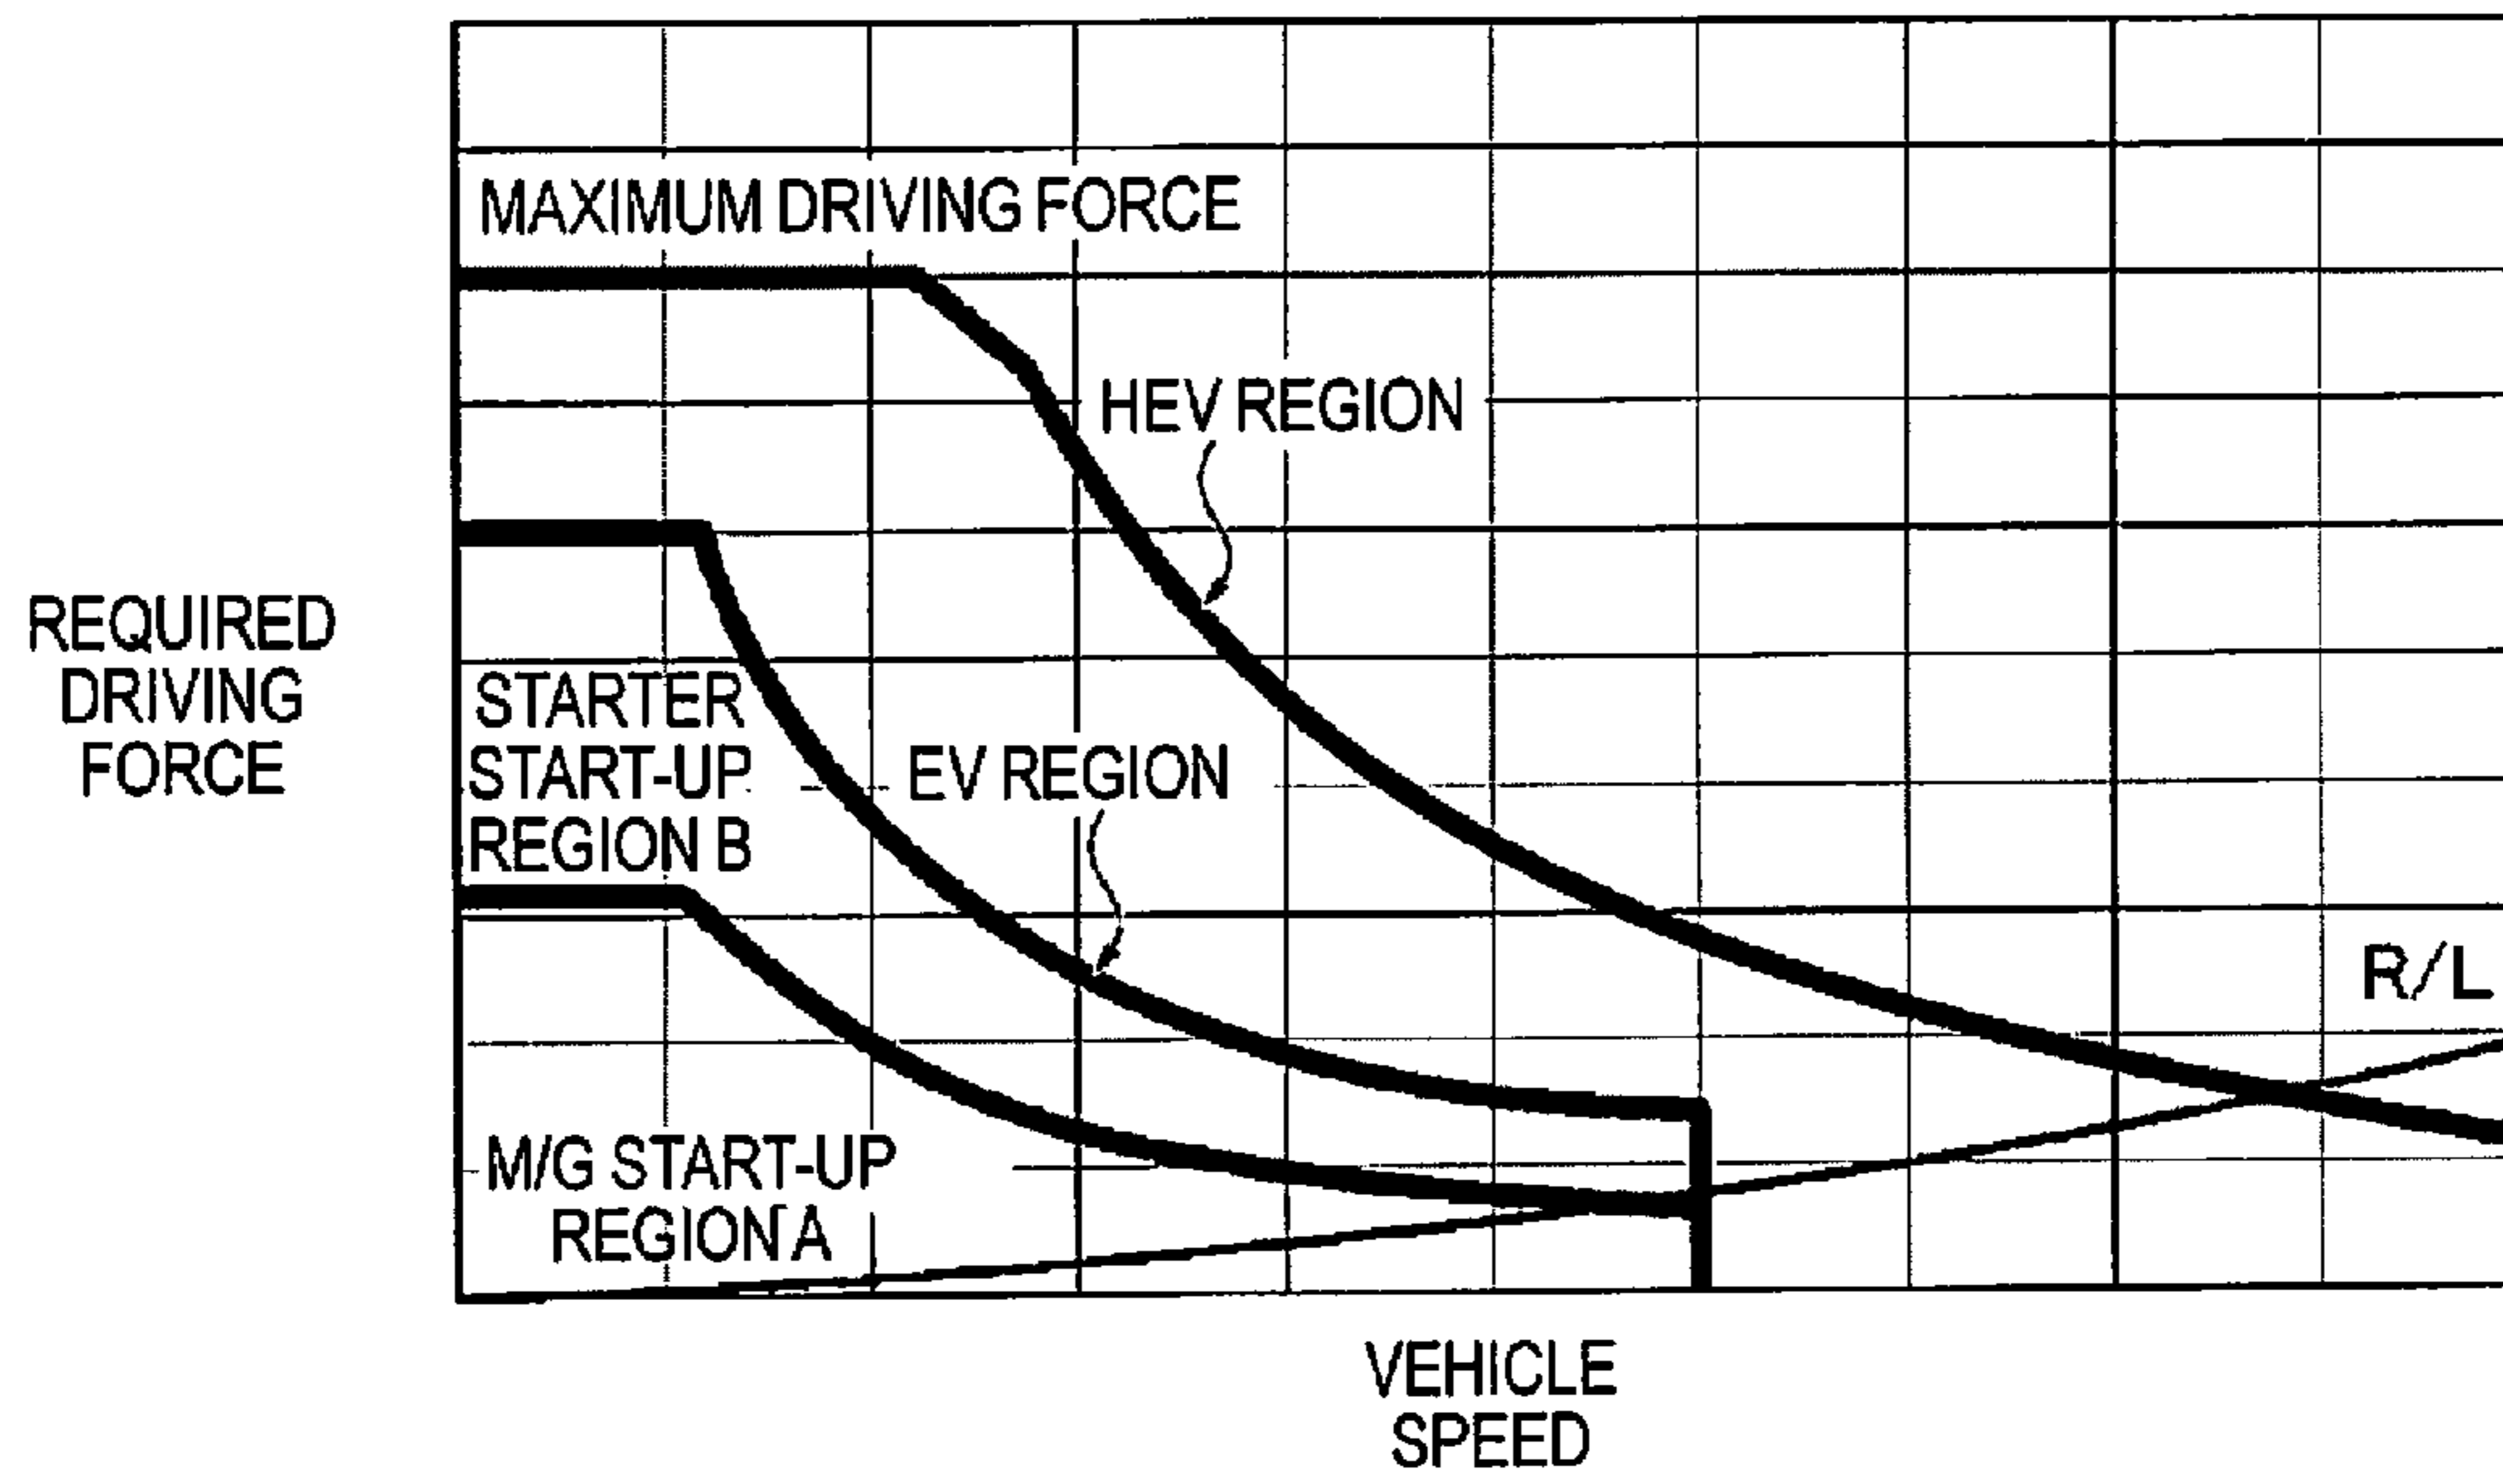 MAXIMUM DRIVING FORCE
HEV REGION
REQUIRED
DRIVING
FORCE
STARTER
START-UP
REGION B
EV REGION
R/L
M/G START-UP
REGION A
VEHICLE
SPEED